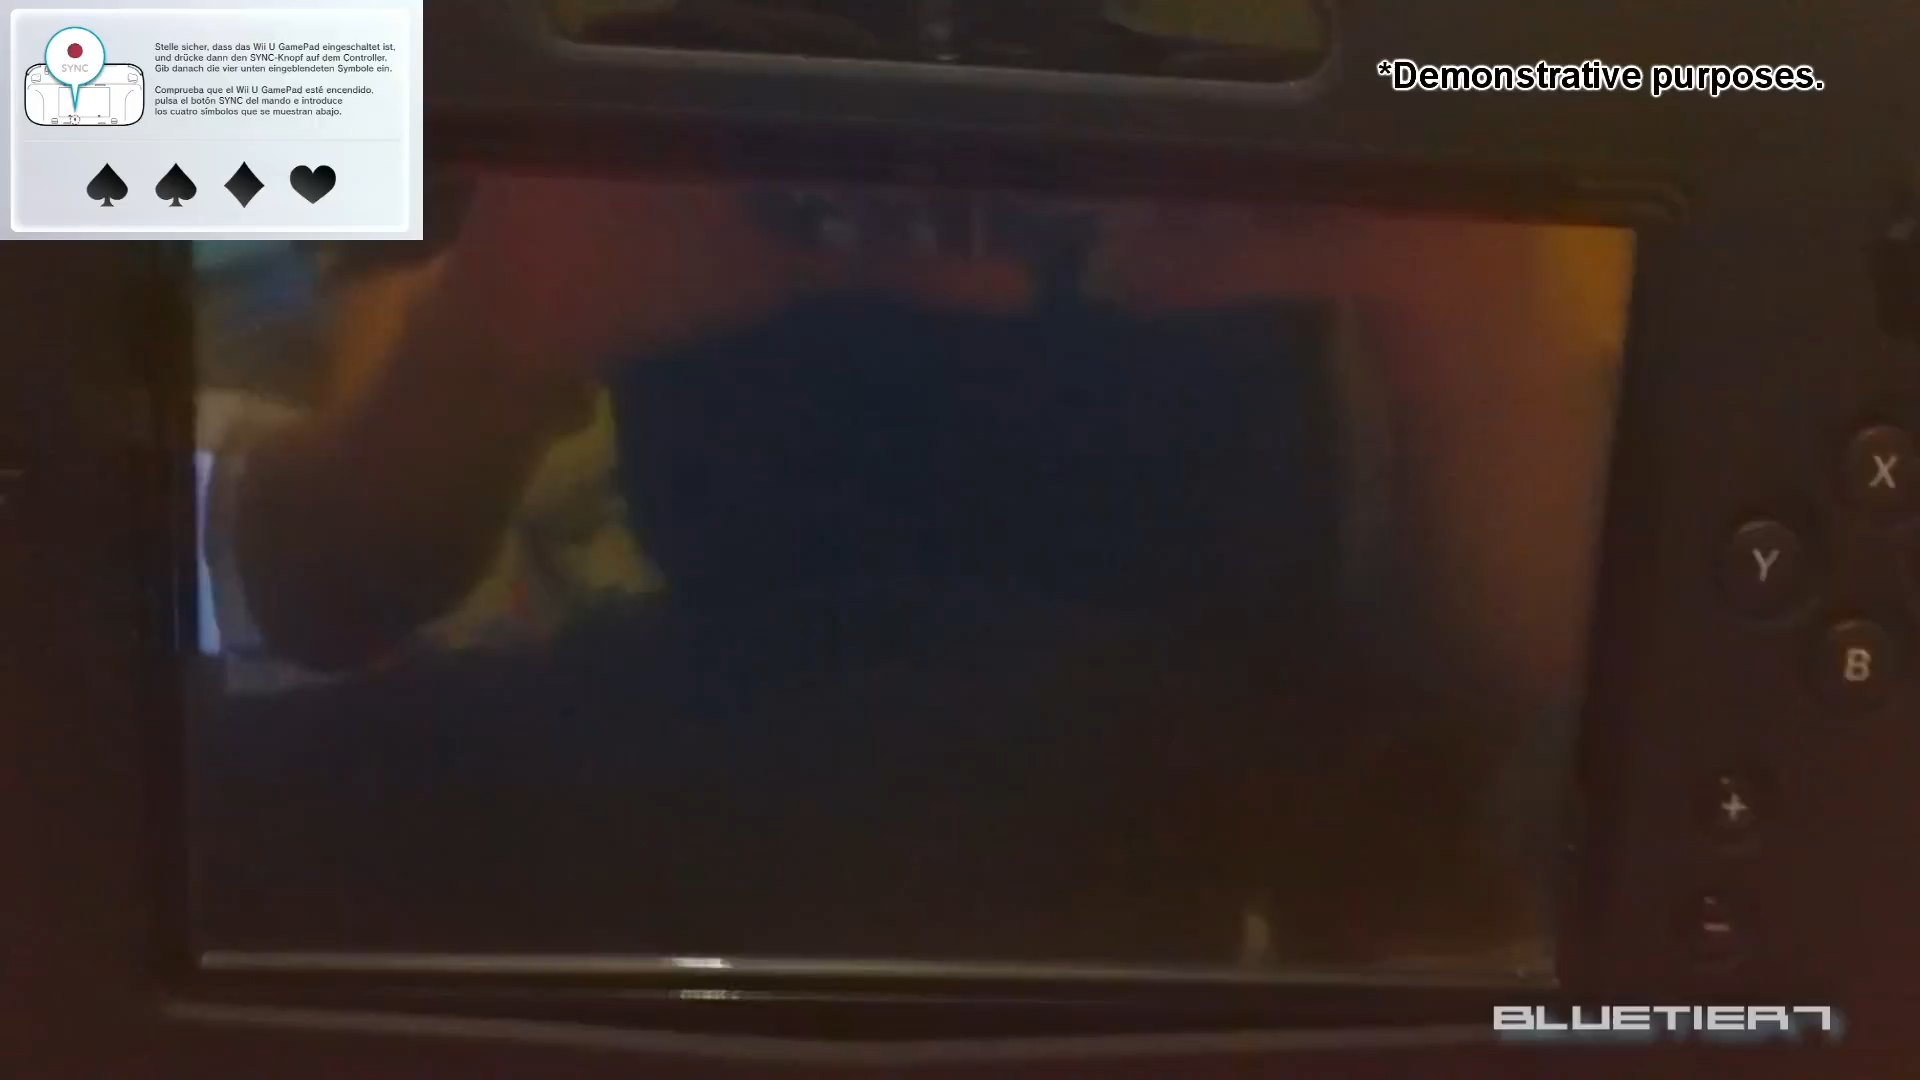 SYNC
Stelle sicher, dass das Wii U GamePad eingeschaltet ist,
und drücke dann den SYNC-Knopf auf dem Controller.
Gib danach die vier unten eingeblendeten Symbole ein.
Comprueba que el Wii U GamePad esté encendido,
pulsa el botón SYNC del mando e introduce
los cuatro símbolos que se muestran abajo.
*Demonstrative purposes.
X
Y
B
+
-
BLUETIER7